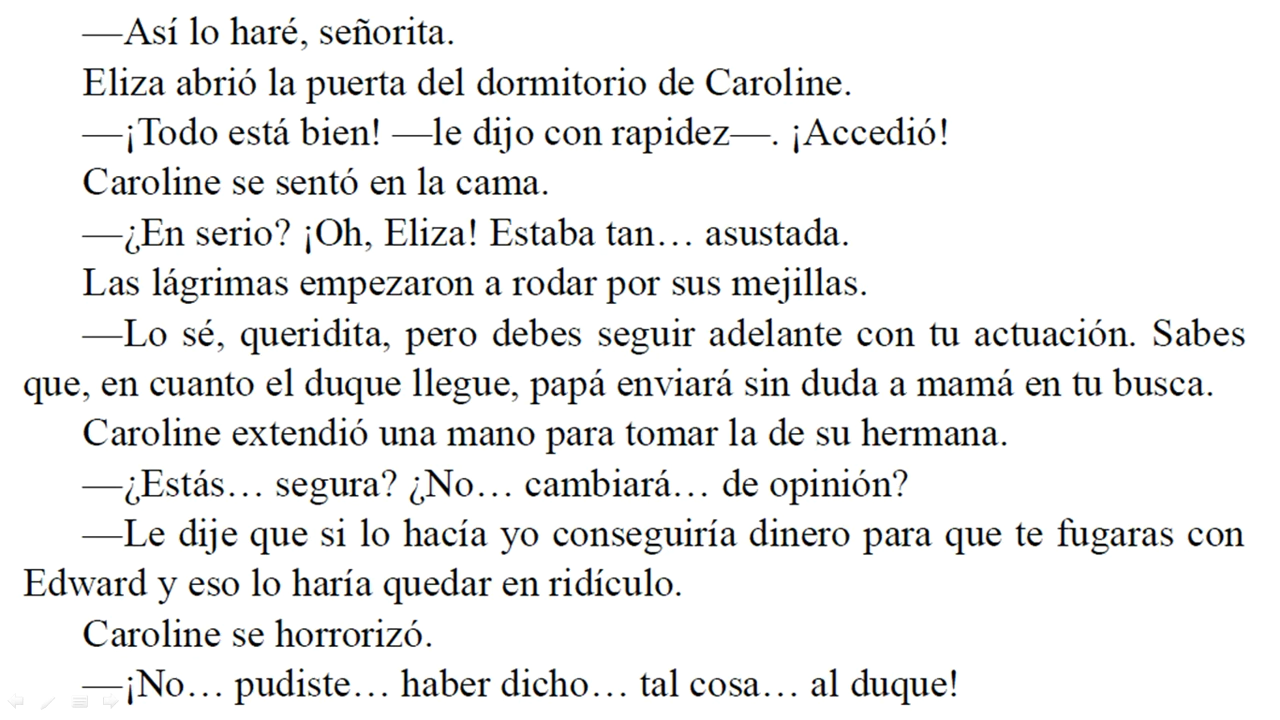 —Así lo haré, señorita.
Eliza abrió la puerta del dormitorio de Caroline.
—¡Todo está bien! —le dijo con rapidez—. ¡Accedió!
Caroline se sentó en la cama.
—¿En serio? ¡Oh, Eliza! Estaba tan… asustada.
Las lágrimas empezaron a rodar por sus mejillas.
—Lo sé, queridita, pero debes seguir adelante con tu actuación. Sabes
que, en cuanto el duque llegue, papá enviará sin duda a mamá en tu busca.
Caroline extendió una mano para tomar la de su hermana.
—¿Estás… segura? ¿No… cambiará… de opinión?
—Le dije que si lo hacía yo conseguiría dinero para que te fugaras con
Edward y eso lo haría quedar en ridículo.
Caroline se horrorizó.
—¡No… pudiste… haber dicho… tal cosa… al duque!